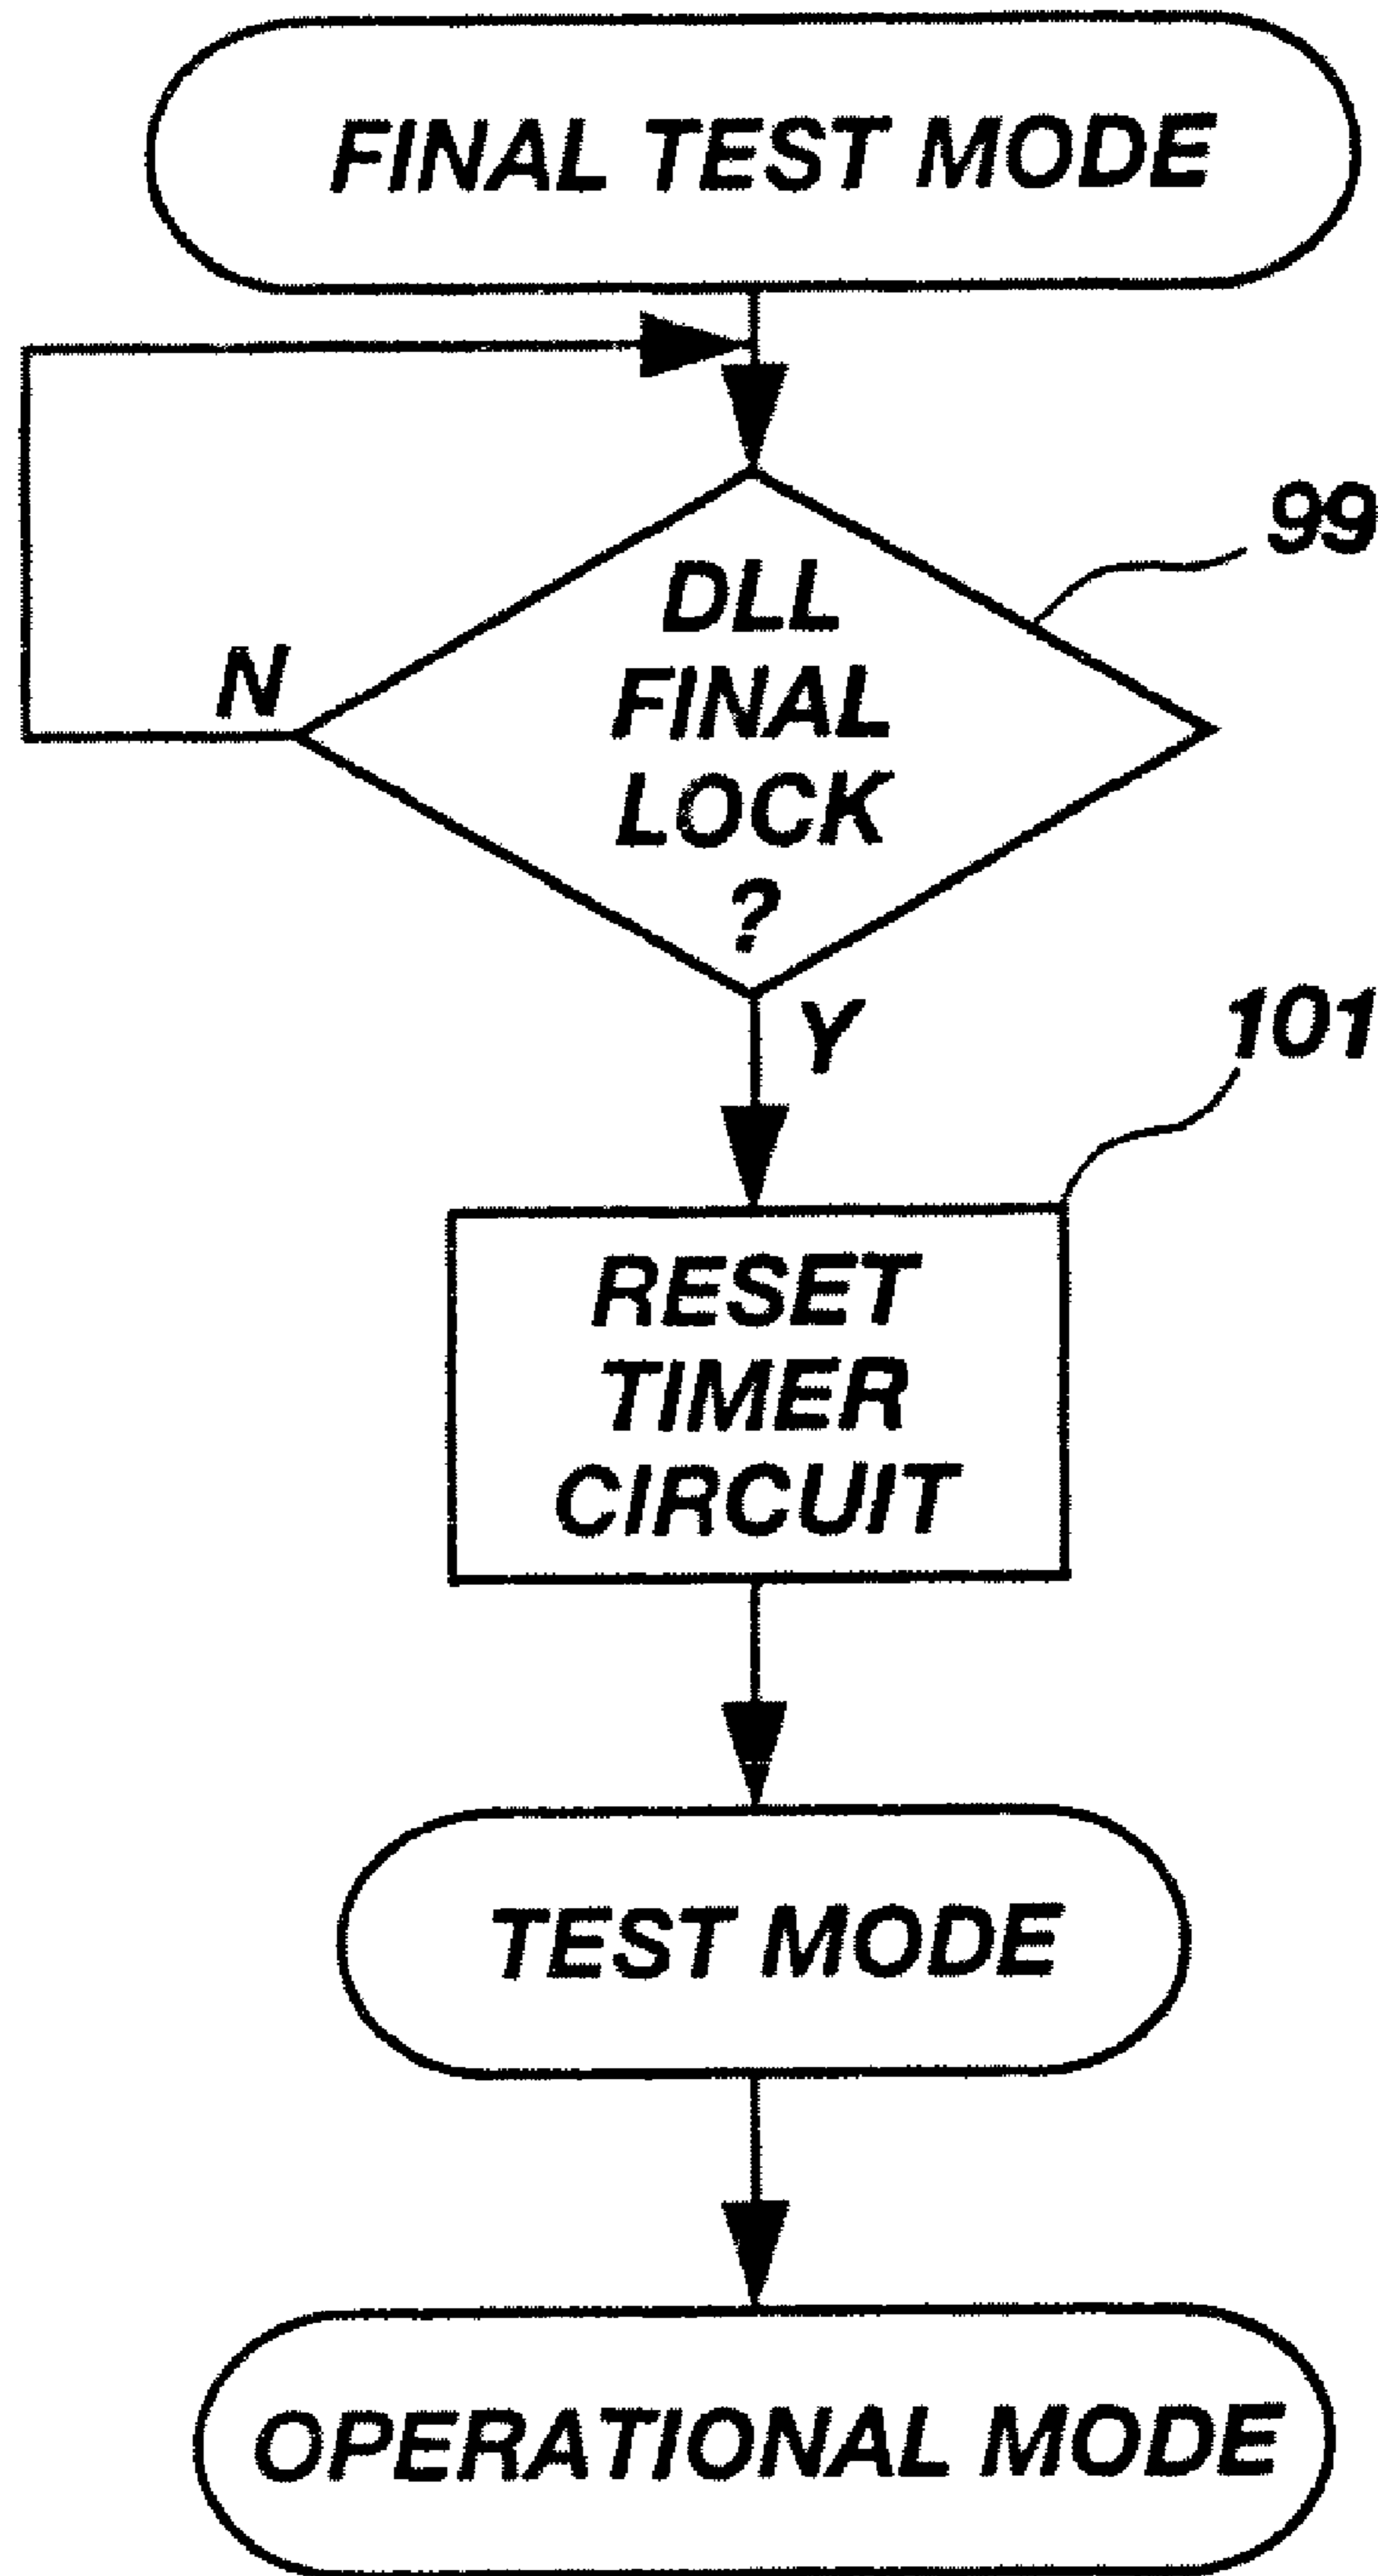 FINAL TEST MODE
99
DLL
FINAL
LOCK
?
N
Y
101
RESET
TIMER
CIRCUIT
TEST MODE
OPERATIONAL MODE